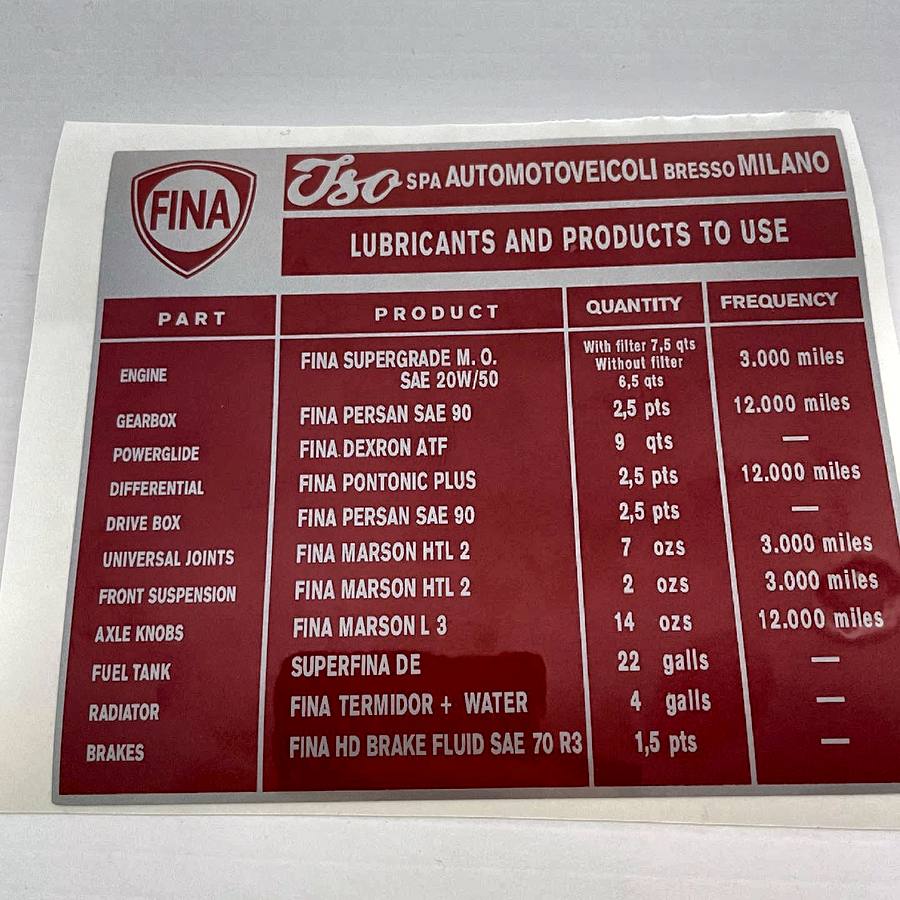 FINA
Iso SPA AUTOMOTOVEICOLI BRESSO MILANO
LUBRICANTS AND PRODUCTS TO USE
PART PRODUCT QUANTITY FREQUENCY
ENGINE FINA SUPERGRADE M. O. SAE 20W/50 With filter 7,5 qts Without filter 6,5 qts 3.000 miles
GEARBOX FINA PERSAN SAE 90 2,5 pts 12.000 miles
POWERGLIDE FINA DEXRON ATF 9 qts —
DIFFERENTIAL FINA PONTONIC PLUS 2,5 pts 12.000 miles
DRIVE BOX FINA PERSAN SAE 90 2,5 pts —
UNIVERSAL JOINTS FINA MARSON HTL 2 7 ozs 3.000 miles
FRONT SUSPENSION FINA MARSON HTL 2 2 ozs 3.000 miles
AXLE KNOBS FINA MARSON L 3 14 ozs 12.000 miles
FUEL TANK SUPERFINA DE 22 galls —
RADIATOR FINA TERMIDOR + WATER 4 galls —
BRAKES FINA HD BRAKE FLUID SAE 70 R3 1,5 pts —